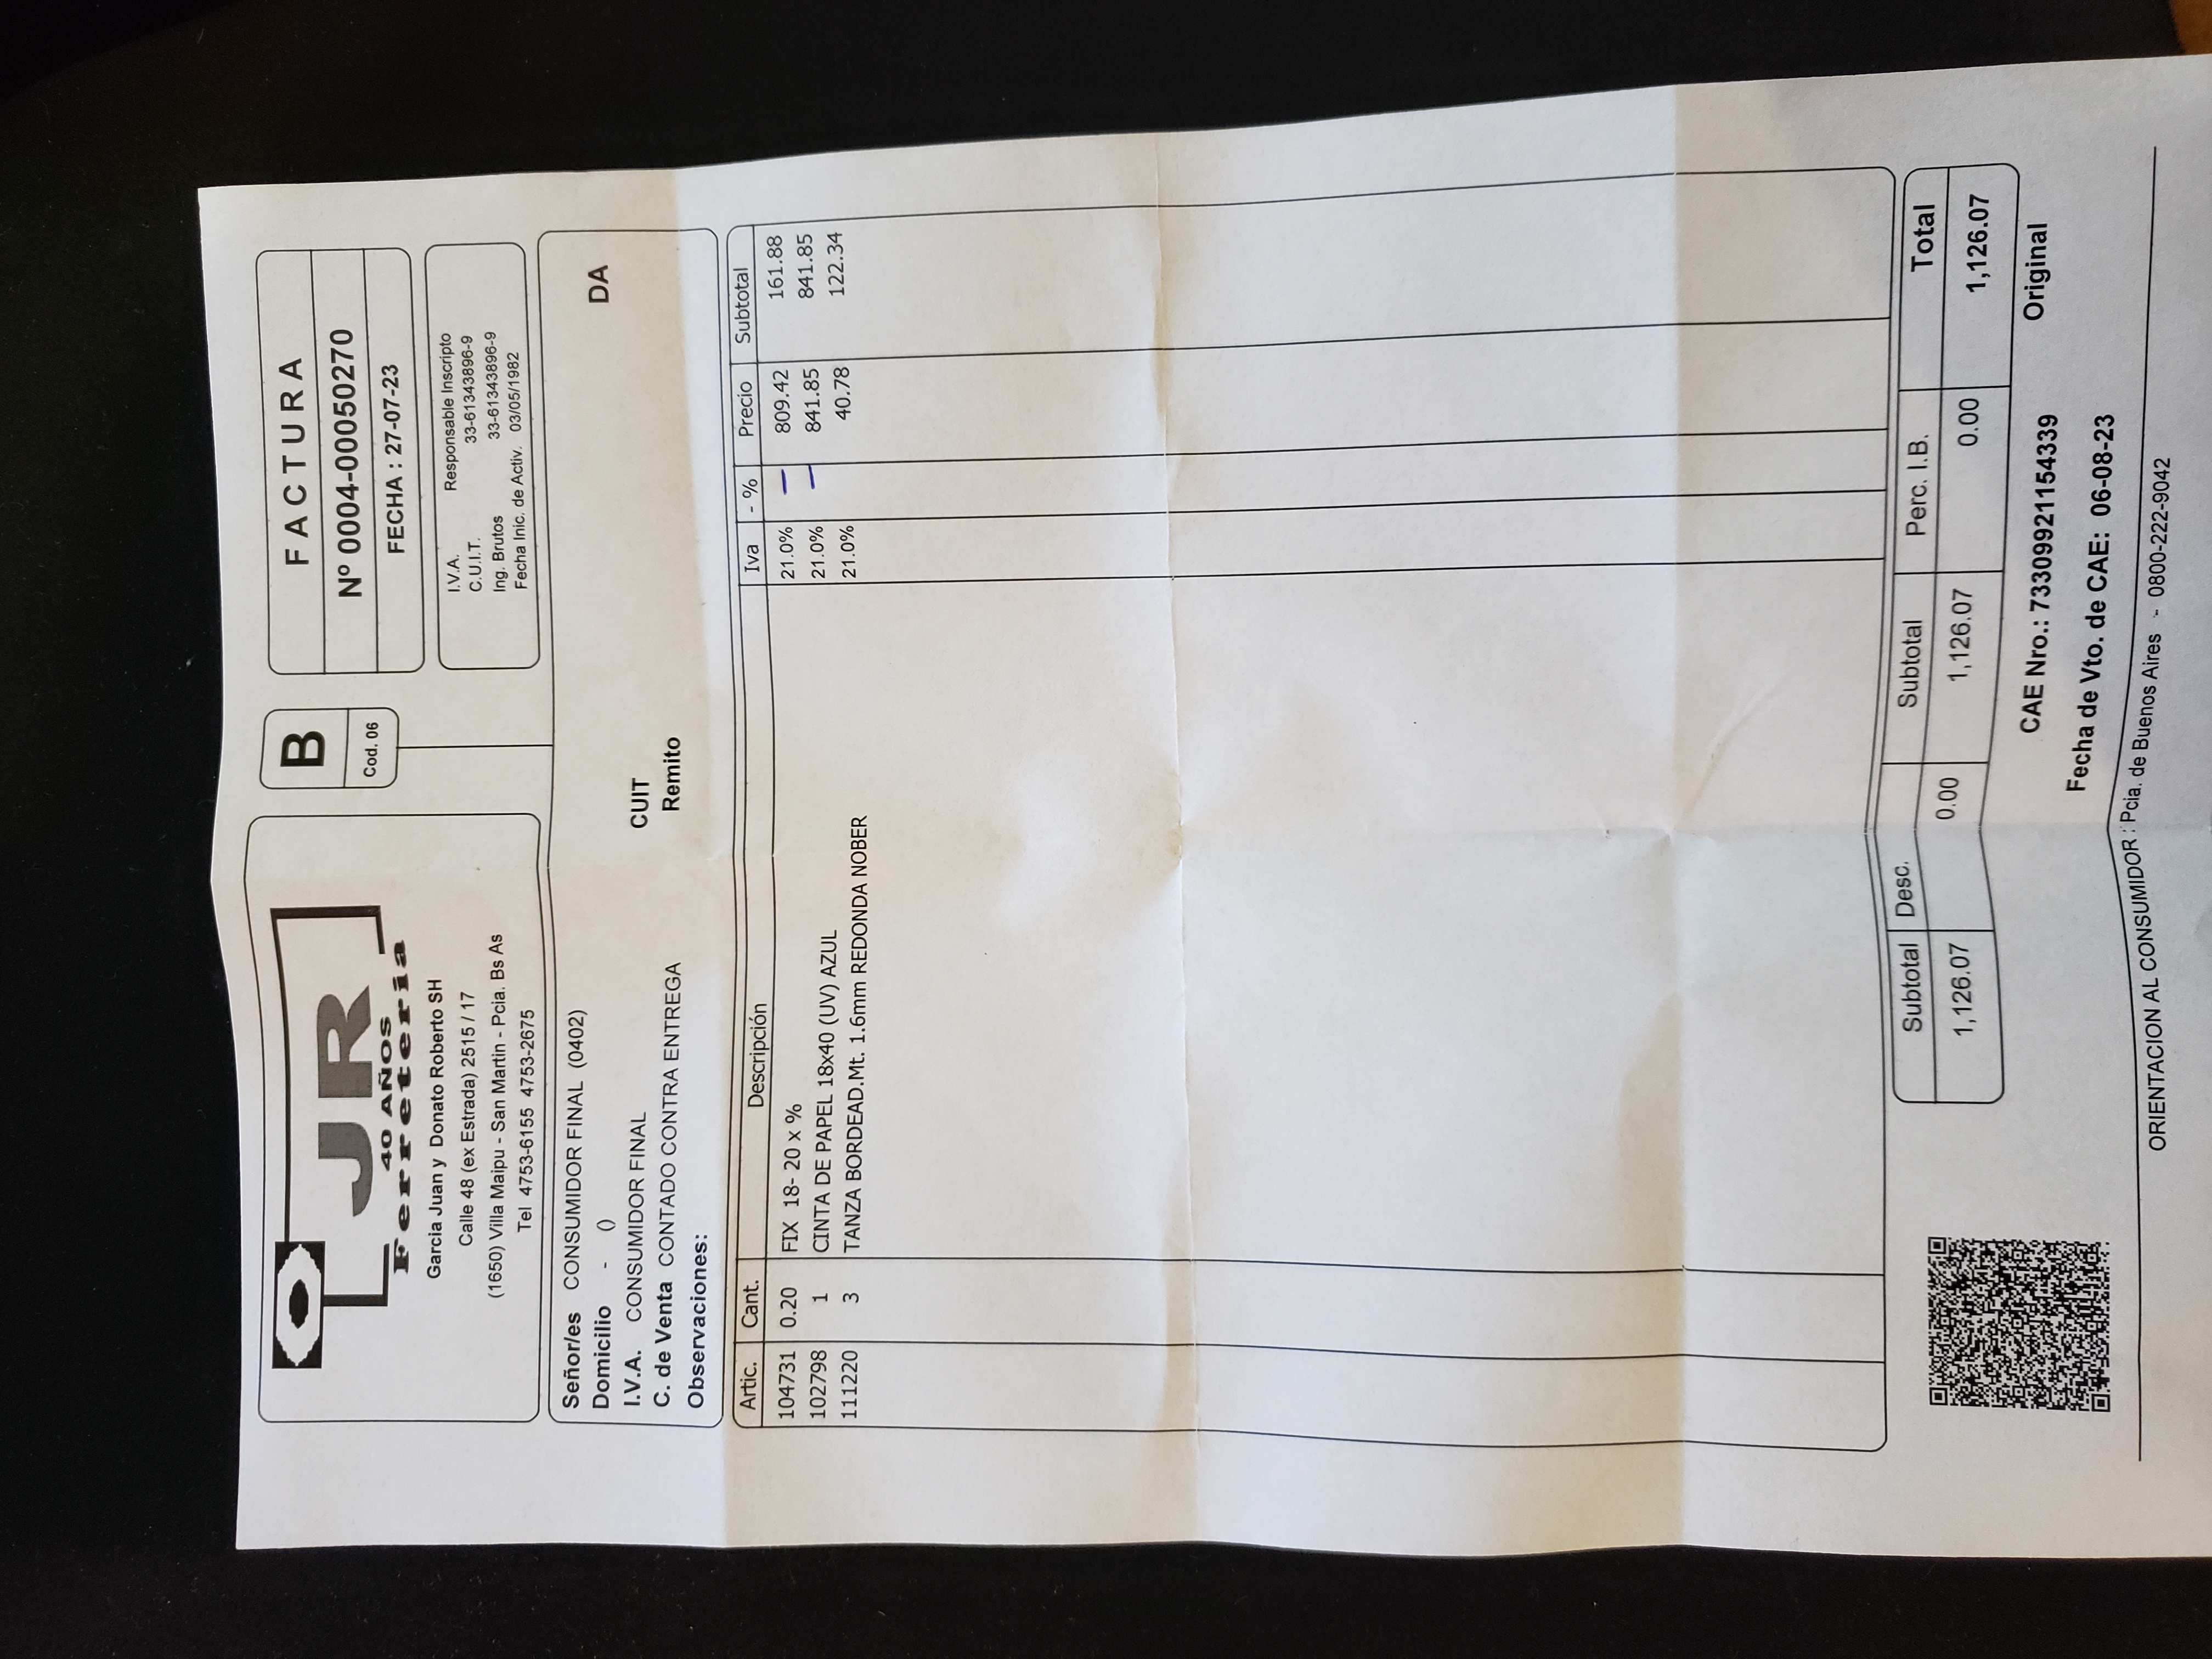 JR
40 AÑOS
Ferreteria
Garcia Juan y Donato Roberto SH
Calle 48 (ex Estrada) 2515 / 17
(1650) Villa Maipu - San Martin - Pcia. Bs As
Tel 4753-6155 4753-2675
B
Cod. 06
FACTURA
Nº 0004-00050270
FECHA : 27-07-23
I.V.A. Responsable Inscripto
C.U.I.T. 33-61343896-9
Ing. Brutos 33-61343896-9
Fecha Inic. de Activ. 03/05/1982
Señor/es CONSUMIDOR FINAL (0402)
DA
Domicilio - ()
I.V.A. CONSUMIDOR FINAL CUIT
C. de Venta CONTADO CONTRA ENTREGA Remito
Observaciones:
Artic. Cant. Descripción Iva - % Precio Subtotal
104731 0.20 FIX 18- 20 x % 21.0% 809.42 161.88
102798 1 CINTA DE PAPEL 18x40 (UV) AZUL 21.0% 841.85 841.85
111220 3 TANZA BORDEAD.Mt. 1.6mm REDONDA NOBER 21.0% 40.78 122.34
Subtotal Desc. Subtotal Perc. I.B. Total
1,126.07 0.00 1,126.07 0.00 1,126.07
CAE Nro.: 73309921154339 Original
Fecha de Vto. de CAE: 06-08-23
ORIENTACION AL CONSUMIDOR : Pcia. de Buenos Aires - 0800-222-9042